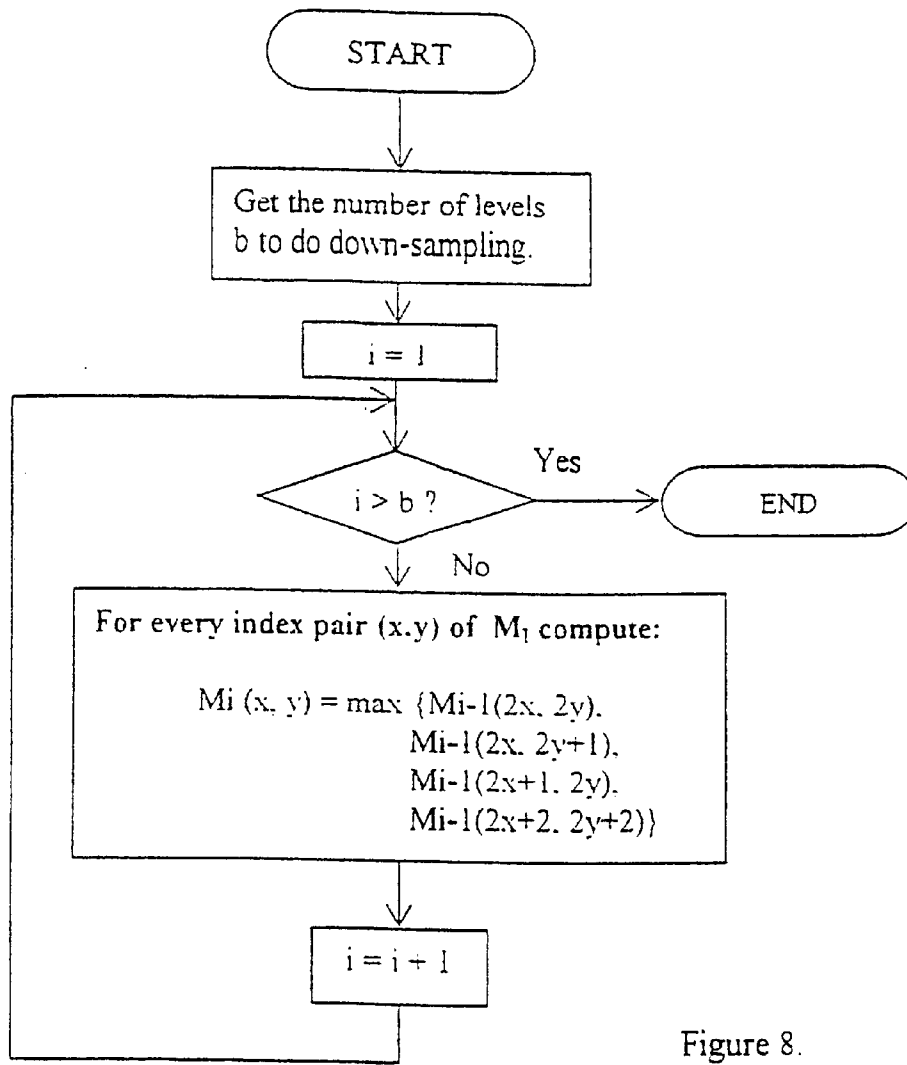 START
Get the number of levels
b to do down-sampling.
i = 1
i > b ?
Yes
END
No
For every index pair (x.y) of M₁ compute:
Mi (x, y) = max {Mi-1(2x, 2y).
Mi-1(2x, 2y+1),
Mi-1(2x+1, 2y).
Mi-1(2x+2, 2y+2)}
i = i + 1
Figure 8.